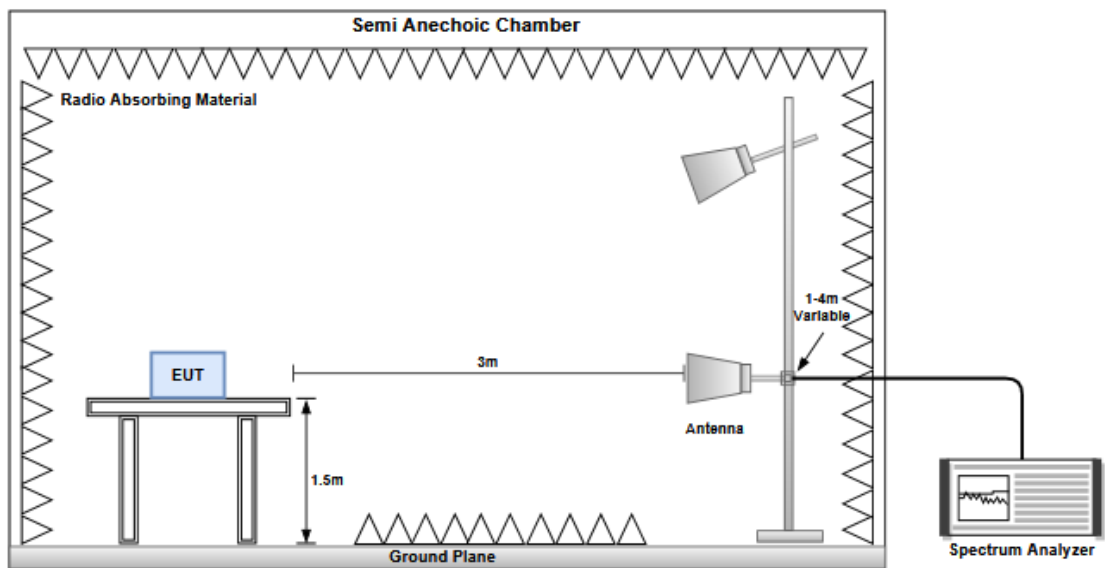 Semi Anechoic Chamber
Radio Absorbing Material
1-4m
Variable
3m
EUT
Antenna
1.5m
Ground Plane
Spectrum Analyzer